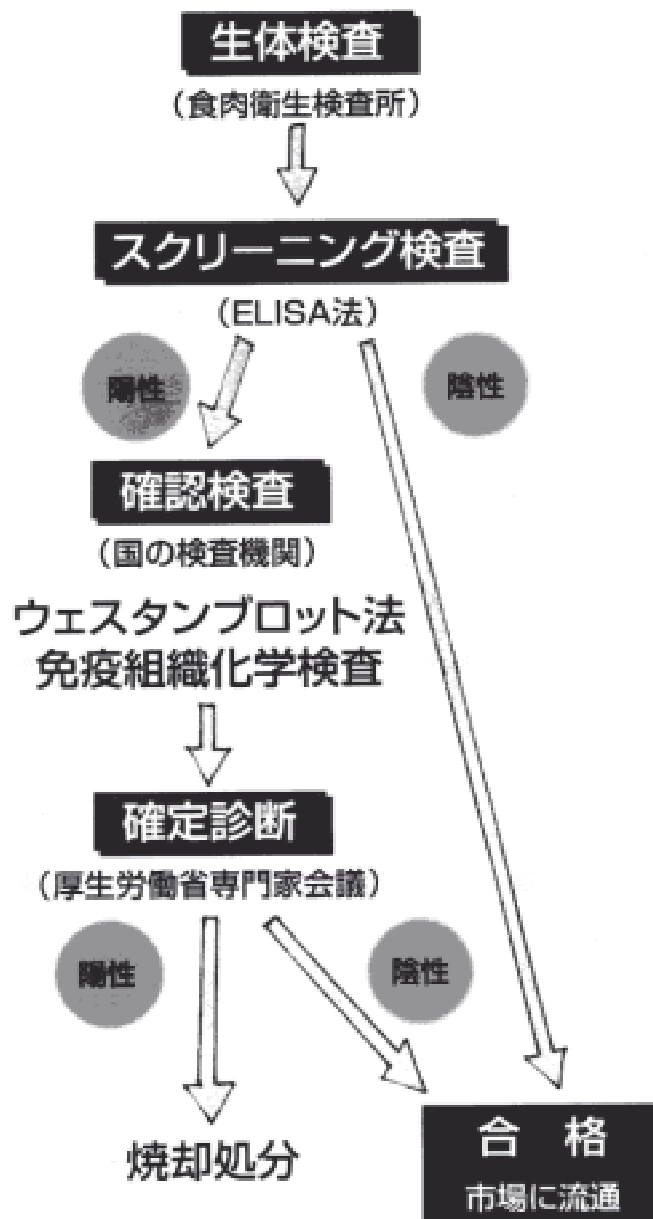 生体検査
（食肉衛生検査所）
スクリーニング検査
（ELISA法）
陽性
陰性
確認検査
（国の検査機関）
ウェスタンブロット法
免疫組織化学検査
確定診断
（厚生労働省専門家会議）
陽性
陰性
焼却処分
合 格
市場に流通